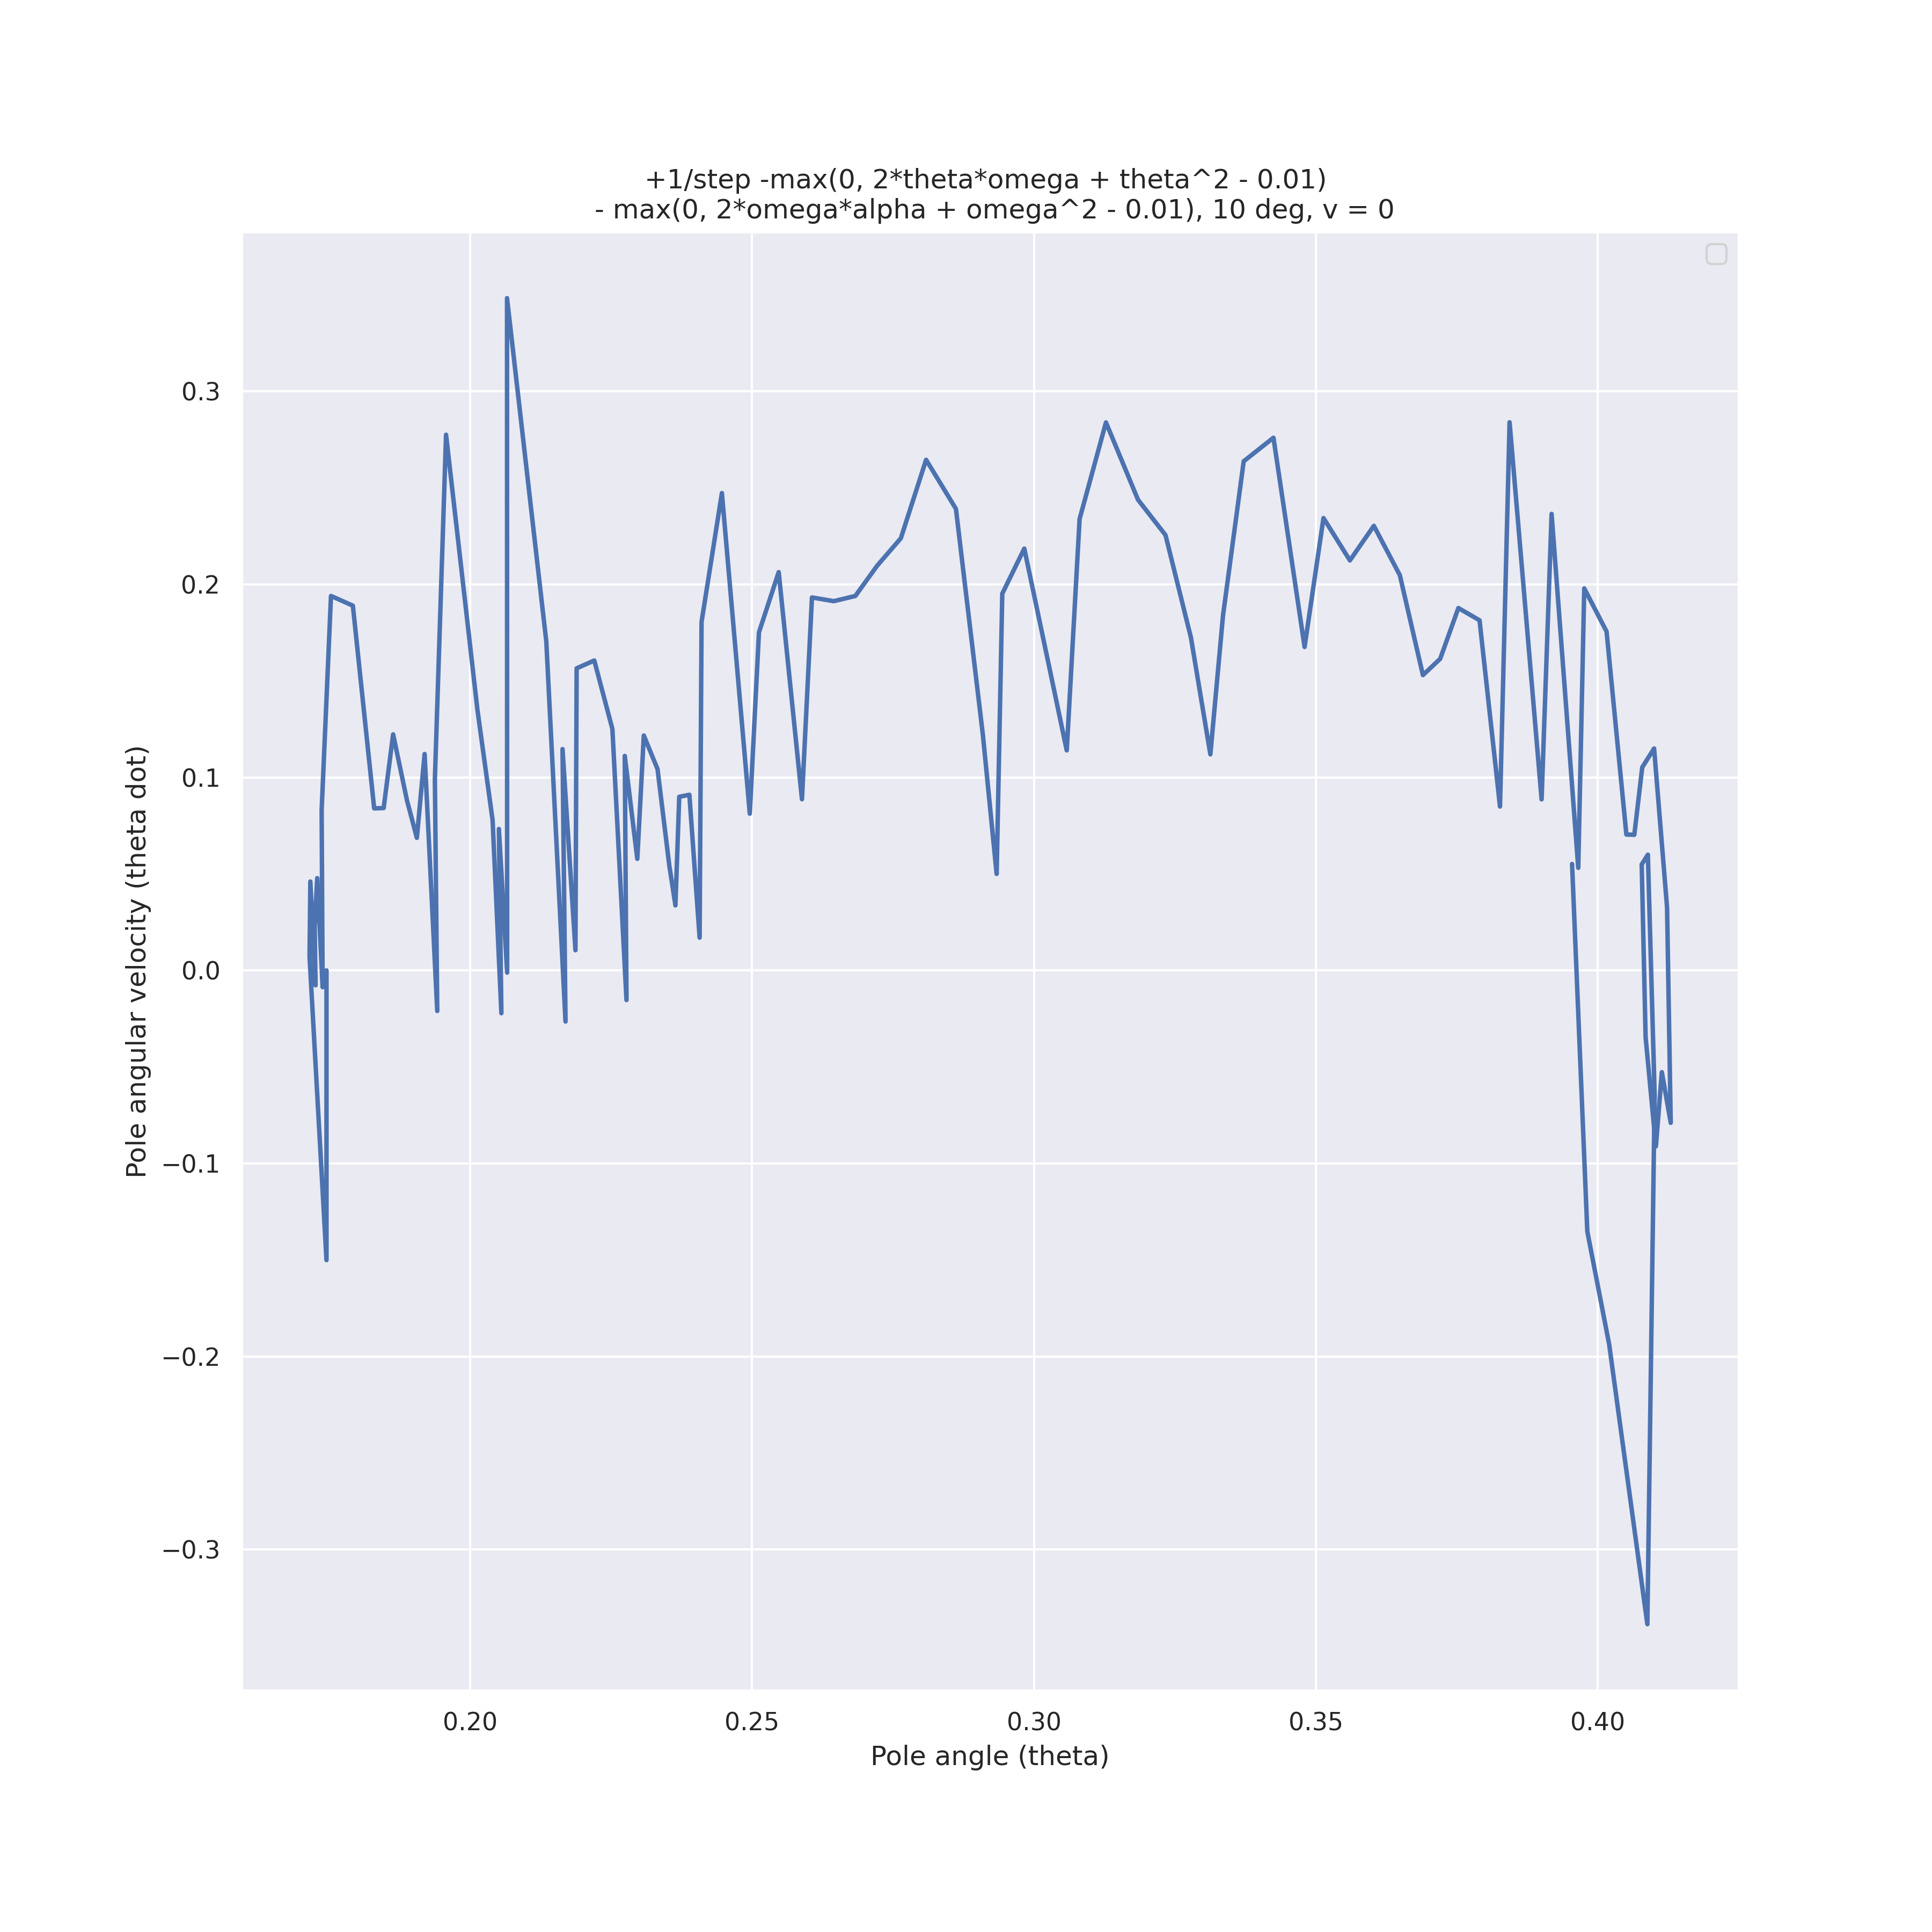 +1/step -max(0, 2*theta*omega + theta^2 - 0.01)
- max(0, 2*omega*alpha + omega^2 - 0.01), 10 deg, v = 0
0.3
0.2
0.1
0.0
−0.1
−0.2
−0.3
Pole angular velocity (theta dot)
0.20 0.25 0.30 0.35 0.40
Pole angle (theta)